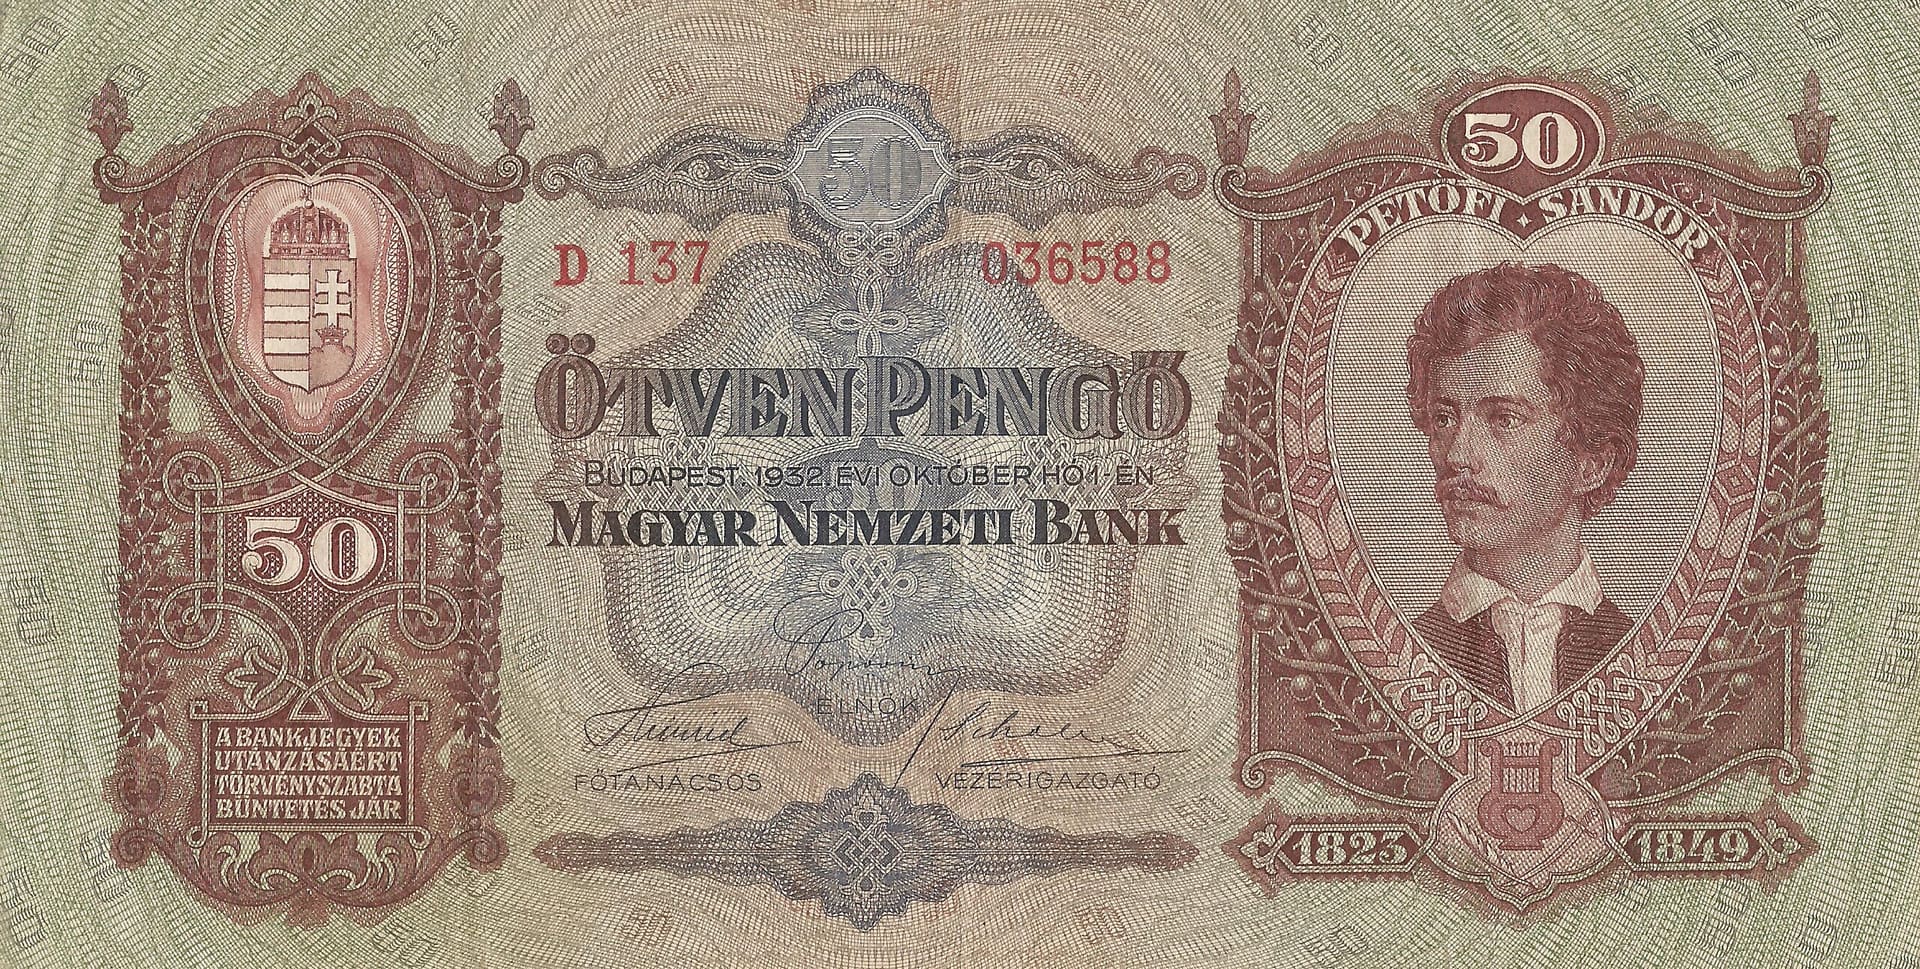 50
50
PETŐFI · SÁNDOR
D 137 036588
ÖTVEN PENGŐ
BUDAPEST, 1932. ÉVI OKTÓBER HÓ 1-ÉN
MAGYAR NEMZETI BANK
50
ELNÖK
FŐTANÁCSOS VEZÉRIGAZGATÓ
A BANKJEGYEK
UTÁNZÁSÁÉRT
TÖRVÉNYSZABTA
BÜNTETÉS JÁR
1823 1849